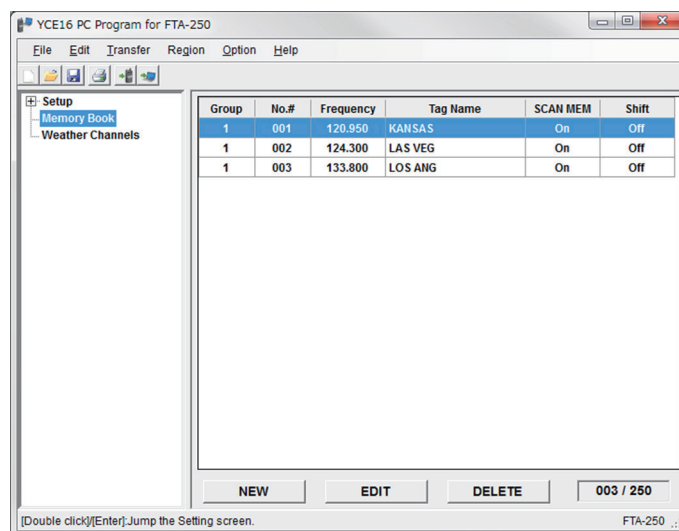 YCE16 PC Program for FTA-250
File Edit Transfer Region Option Help
Setup
Memory Book
Weather Channels
Group No.# Frequency Tag Name SCAN MEM Shift
1 001 120.950 KANSAS On Off
1 002 124.300 LAS VEG On Off
1 003 133.800 LOS ANG On Off
NEW EDIT DELETE 003 / 250
[Double click]/[Enter]:Jump the Setting screen. FTA-250